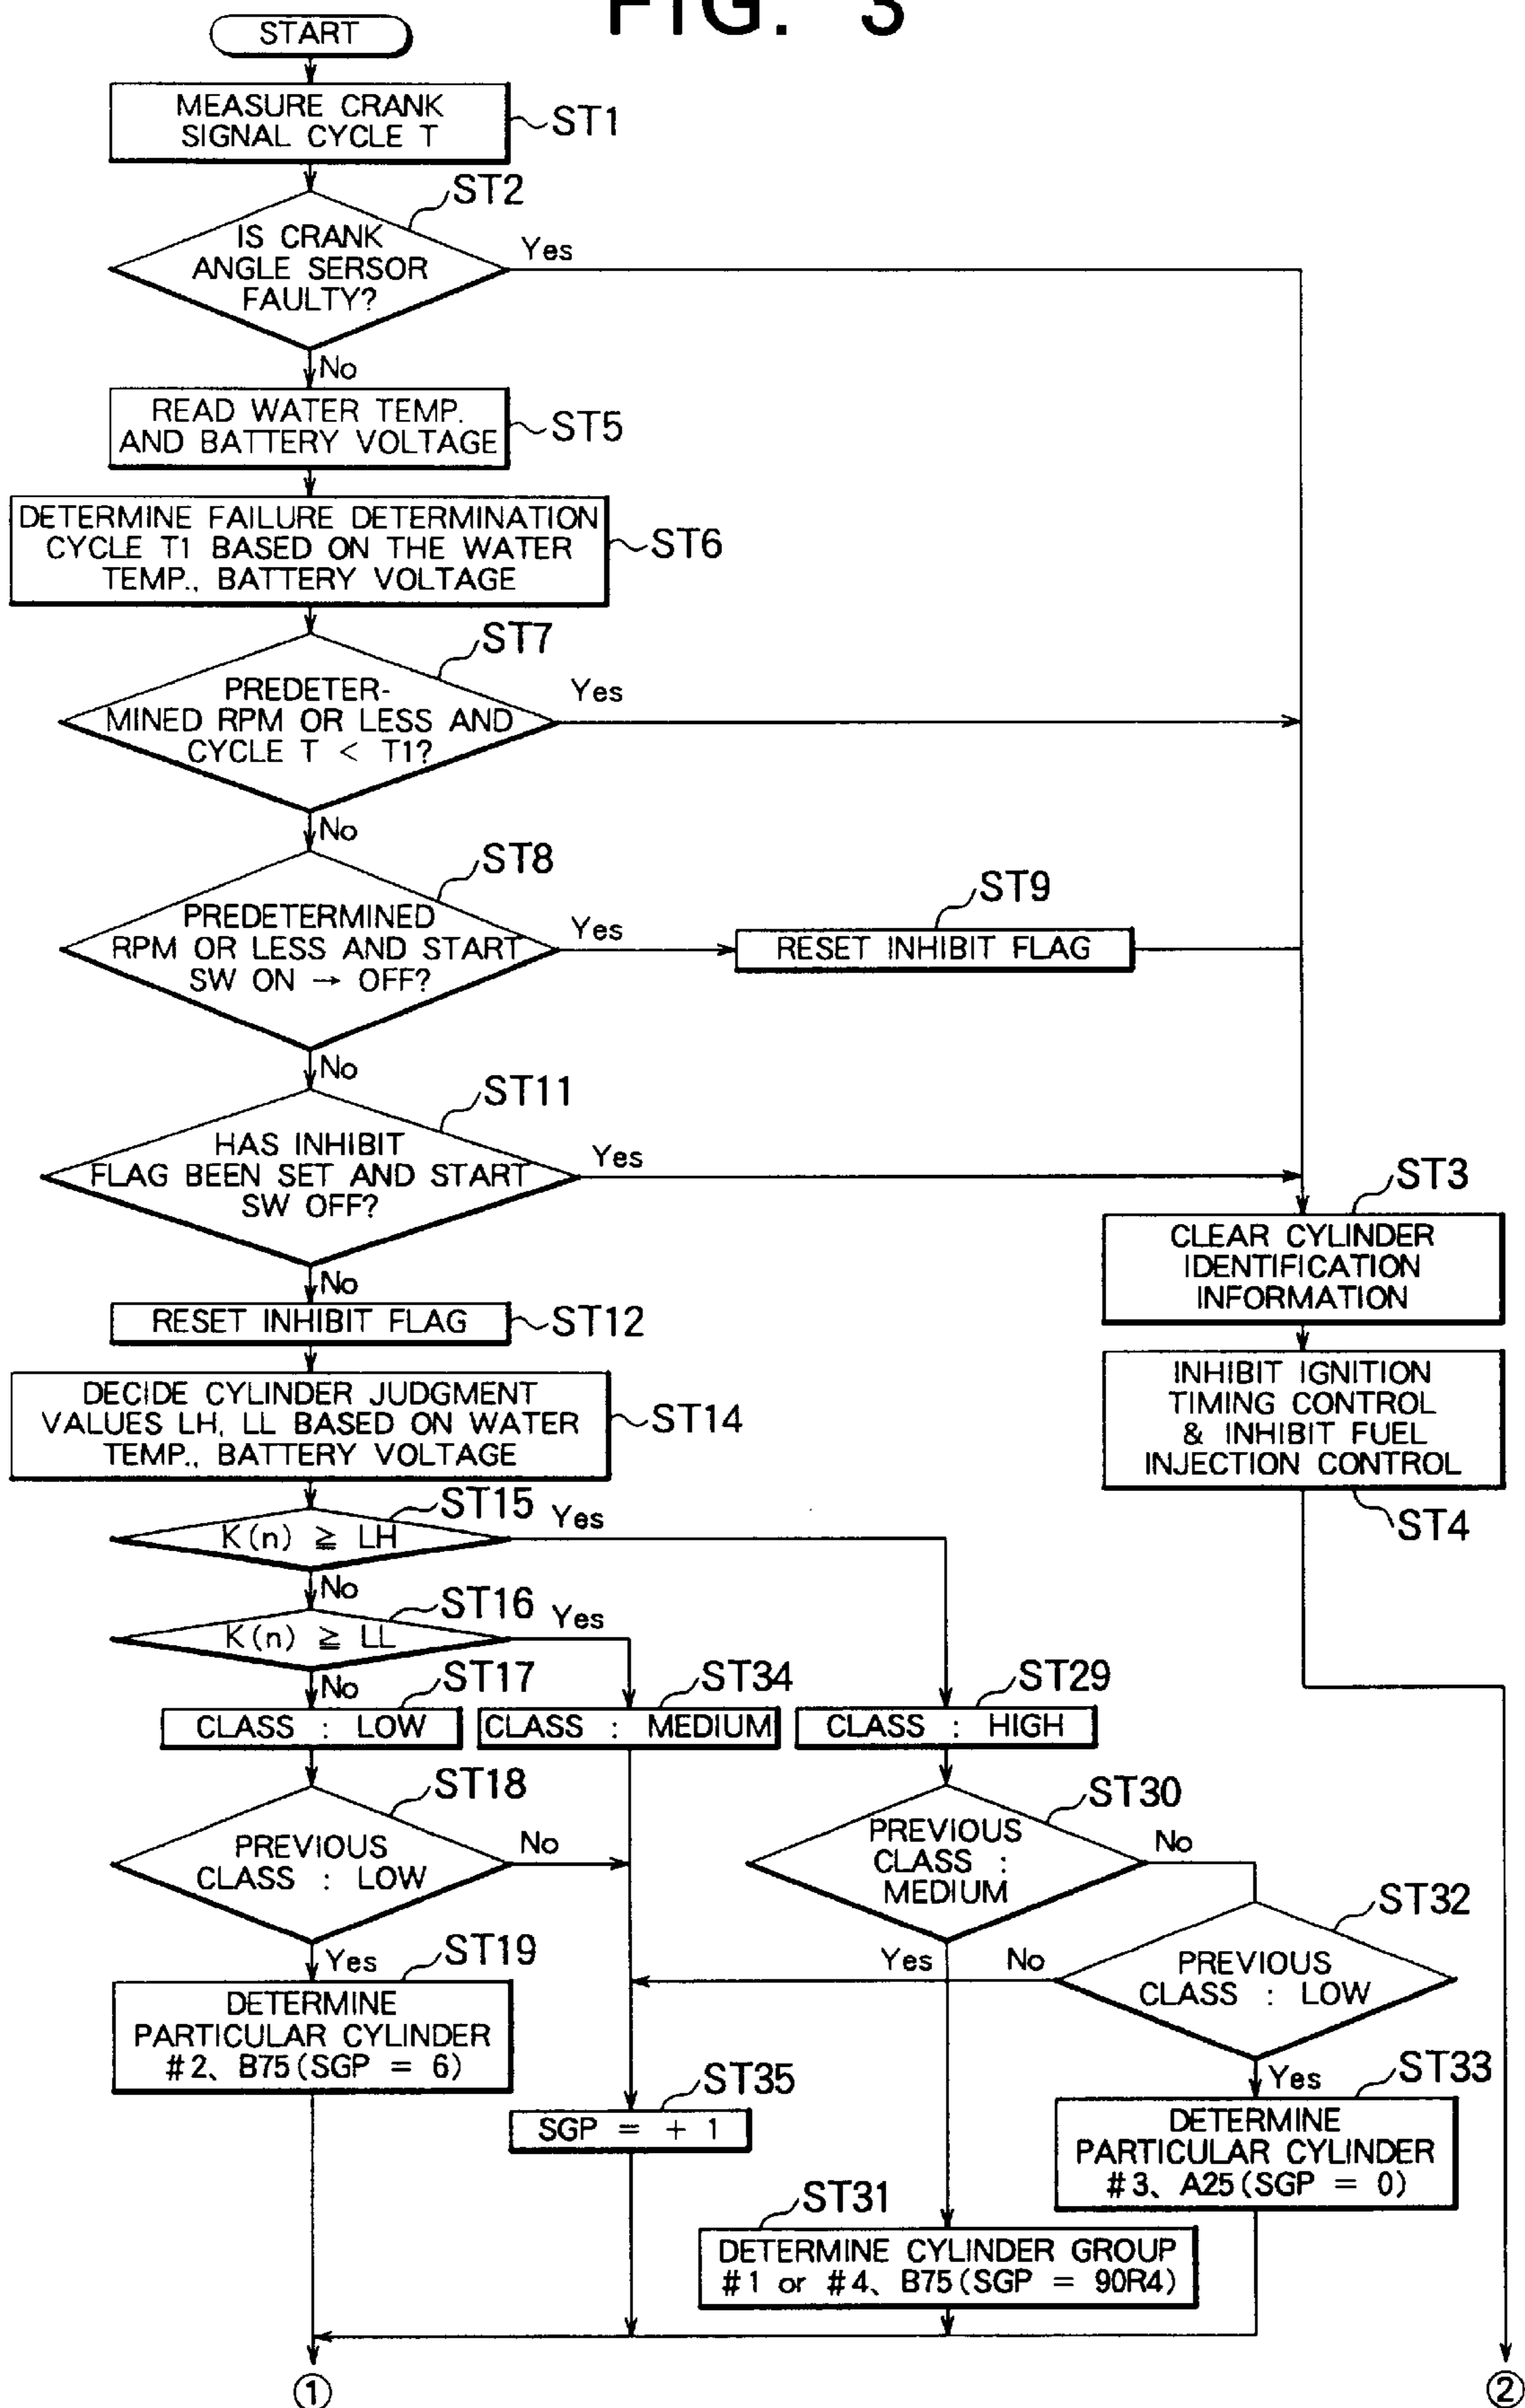 FIG. 3
START
MEASURE CRANK
SIGNAL CYCLE T
ST1
ST2
IS CRANK
ANGLE SERSOR
FAULTY?
Yes
No
READ WATER TEMP.
AND BATTERY VOLTAGE
ST5
DETERMINE FAILURE DETERMINATION
CYCLE T1 BASED ON THE WATER
TEMP., BATTERY VOLTAGE
ST6
ST7
PREDETER-
MINED RPM OR LESS AND
CYCLE T < T1?
Yes
No
ST8
PREDETERMINED
RPM OR LESS AND START
SW ON → OFF?
Yes
ST9
RESET INHIBIT FLAG
No
ST11
HAS INHIBIT
FLAG BEEN SET AND START
SW OFF?
Yes
ST3
CLEAR CYLINDER
IDENTIFICATION
INFORMATION
No
RESET INHIBIT FLAG
ST12
INHIBIT IGNITION
TIMING CONTROL
& INHIBIT FUEL
INJECTION CONTROL
ST4
DECIDE CYLINDER JUDGMENT
VALUES LH, LL BASED ON WATER
TEMP., BATTERY VOLTAGE
ST14
ST15
K(n) ≧ LH
Yes
No
ST16
K(n) ≧ LL
Yes
No
ST17
CLASS : LOW
ST34
CLASS : MEDIUM
ST29
CLASS : HIGH
ST18
PREVIOUS
CLASS : LOW
No
ST30
PREVIOUS
CLASS :
MEDIUM
No
ST32
PREVIOUS
CLASS : LOW
Yes
No
Yes
ST19
DETERMINE
PARTICULAR CYLINDER
#2、B75(SGP = 6)
ST35
SGP = + 1
Yes
ST33
DETERMINE
PARTICULAR CYLINDER
#3、A25(SGP = 0)
ST31
DETERMINE CYLINDER GROUP
#1 or #4、B75(SGP = 90R4)
①
②